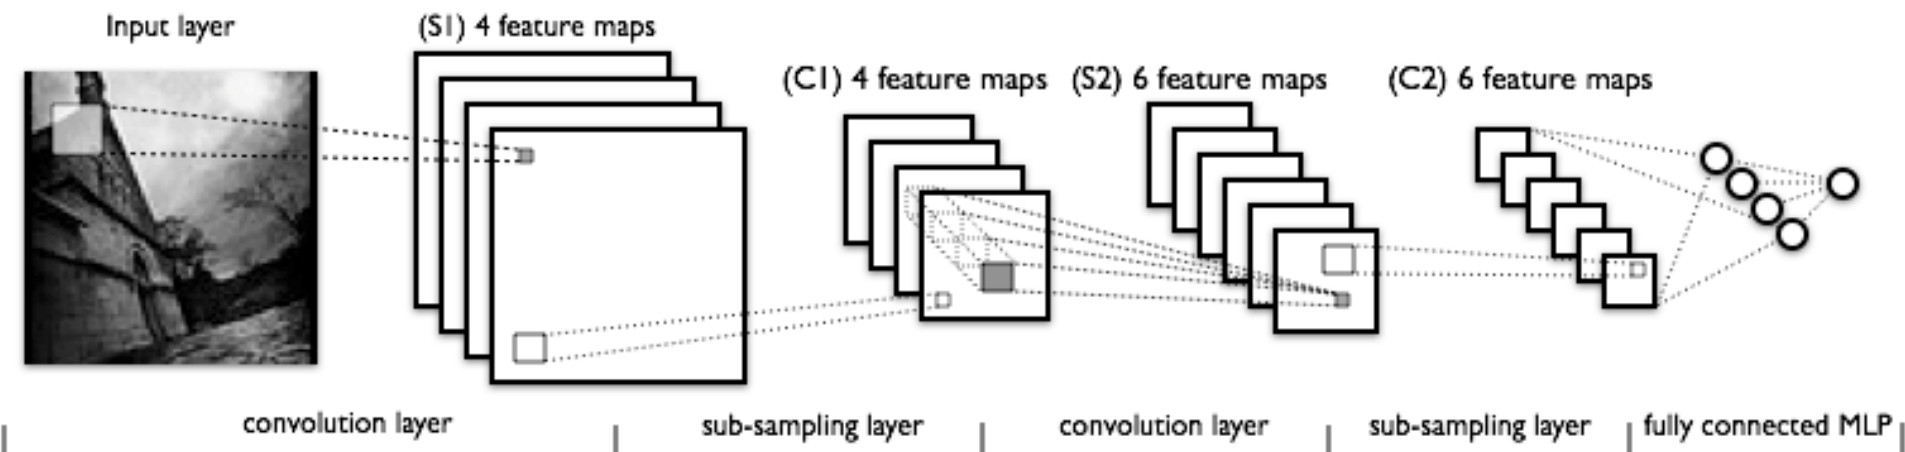 Input layer
(S1) 4 feature maps
(C1) 4 feature maps
(S2) 6 feature maps
(C2) 6 feature maps
convolution layer
sub-sampling layer
convolution layer
sub-sampling layer
fully connected MLP